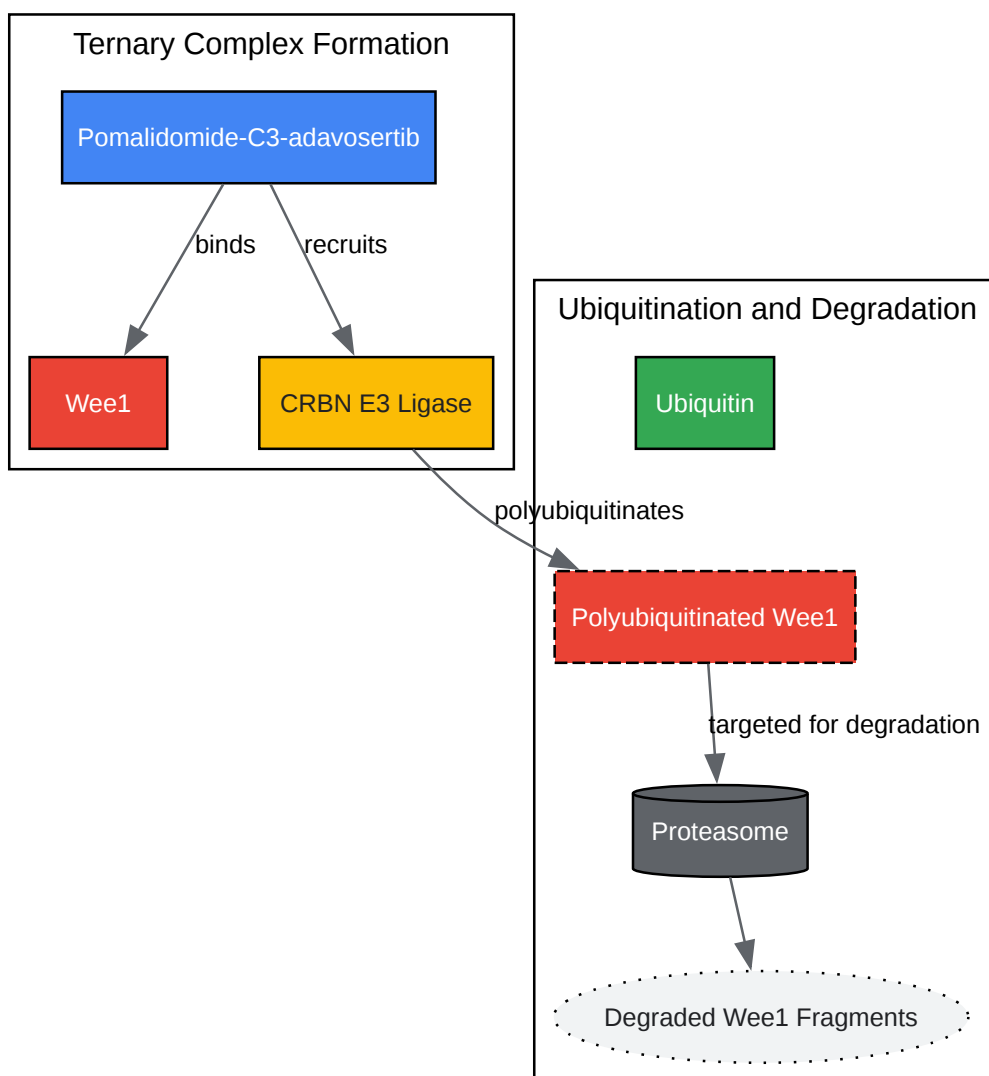 Ternary Complex Formation
Pomalidomide-C3-adavosertib
binds
recruits
Wee1
CRBN E3 Ligase
Ubiquitination and Degradation
Ubiquitin
polyubiquitinates
Polyubiquitinated Wee1
targeted for degradation
Proteasome
Degraded Wee1 Fragments